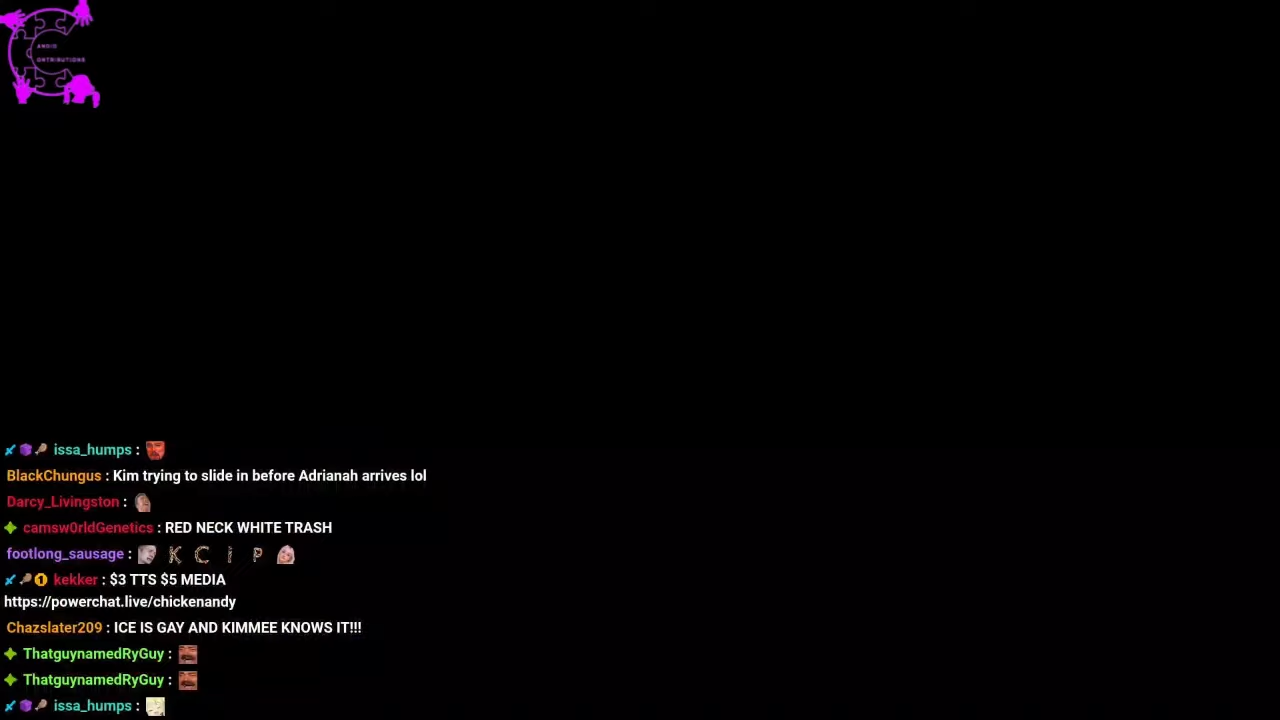 ANDID
ONTRIBUTIONS
issa_humps :
BlackChungus : Kim trying to slide in before Adrianah arrives lol
Darcy_Livingston :
camsw0rldGenetics : RED NECK WHITE TRASH
footlong_sausage : K C i P
kekker : $3 TTS $5 MEDIA
https://powerchat.live/chickenandy
Chazslater209 : ICE IS GAY AND KIMMEE KNOWS IT!!!
ThatguynamedRyGuy :
ThatguynamedRyGuy :
issa_humps :